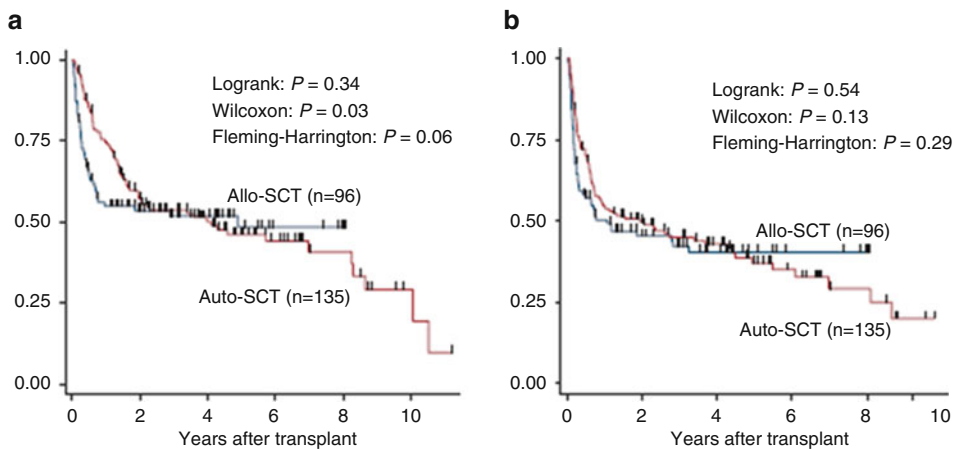 a
1.00
0.75
0.50
0.25
0.00
Logrank: P = 0.34
Wilcoxon: P = 0.03
Fleming-Harrington: P = 0.06
Allo-SCT (n=96)
Auto-SCT (n=135)
0 2 4 6 8 10
Years after transplant
b
1.00
0.75
0.50
0.25
0.00
Logrank: P = 0.54
Wilcoxon: P = 0.13
Fleming-Harrington: P = 0.29
Allo-SCT (n=96)
Auto-SCT (n=135)
0 2 4 6 8 10
Years after transplant